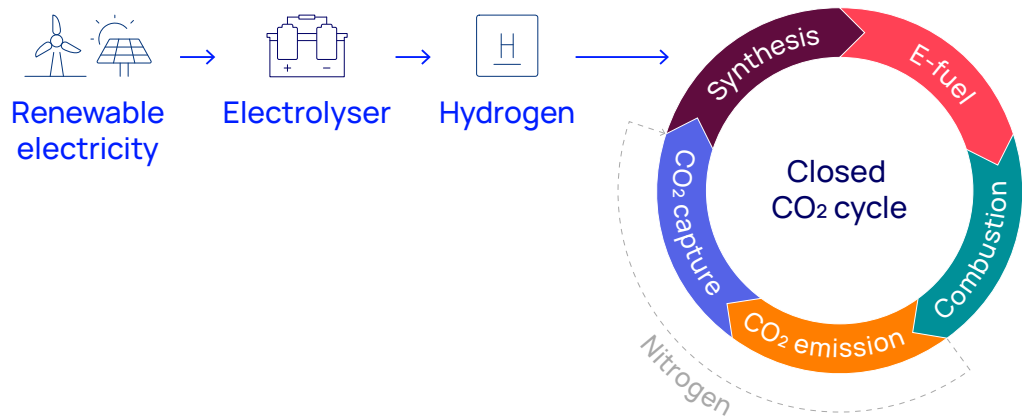 Renewable
electricity
+ −
Electrolyser
H
Hydrogen
Synthesis
E-fuel
Combustion
CO₂ emission
CO₂ capture
Closed
CO₂ cycle
Nitrogen